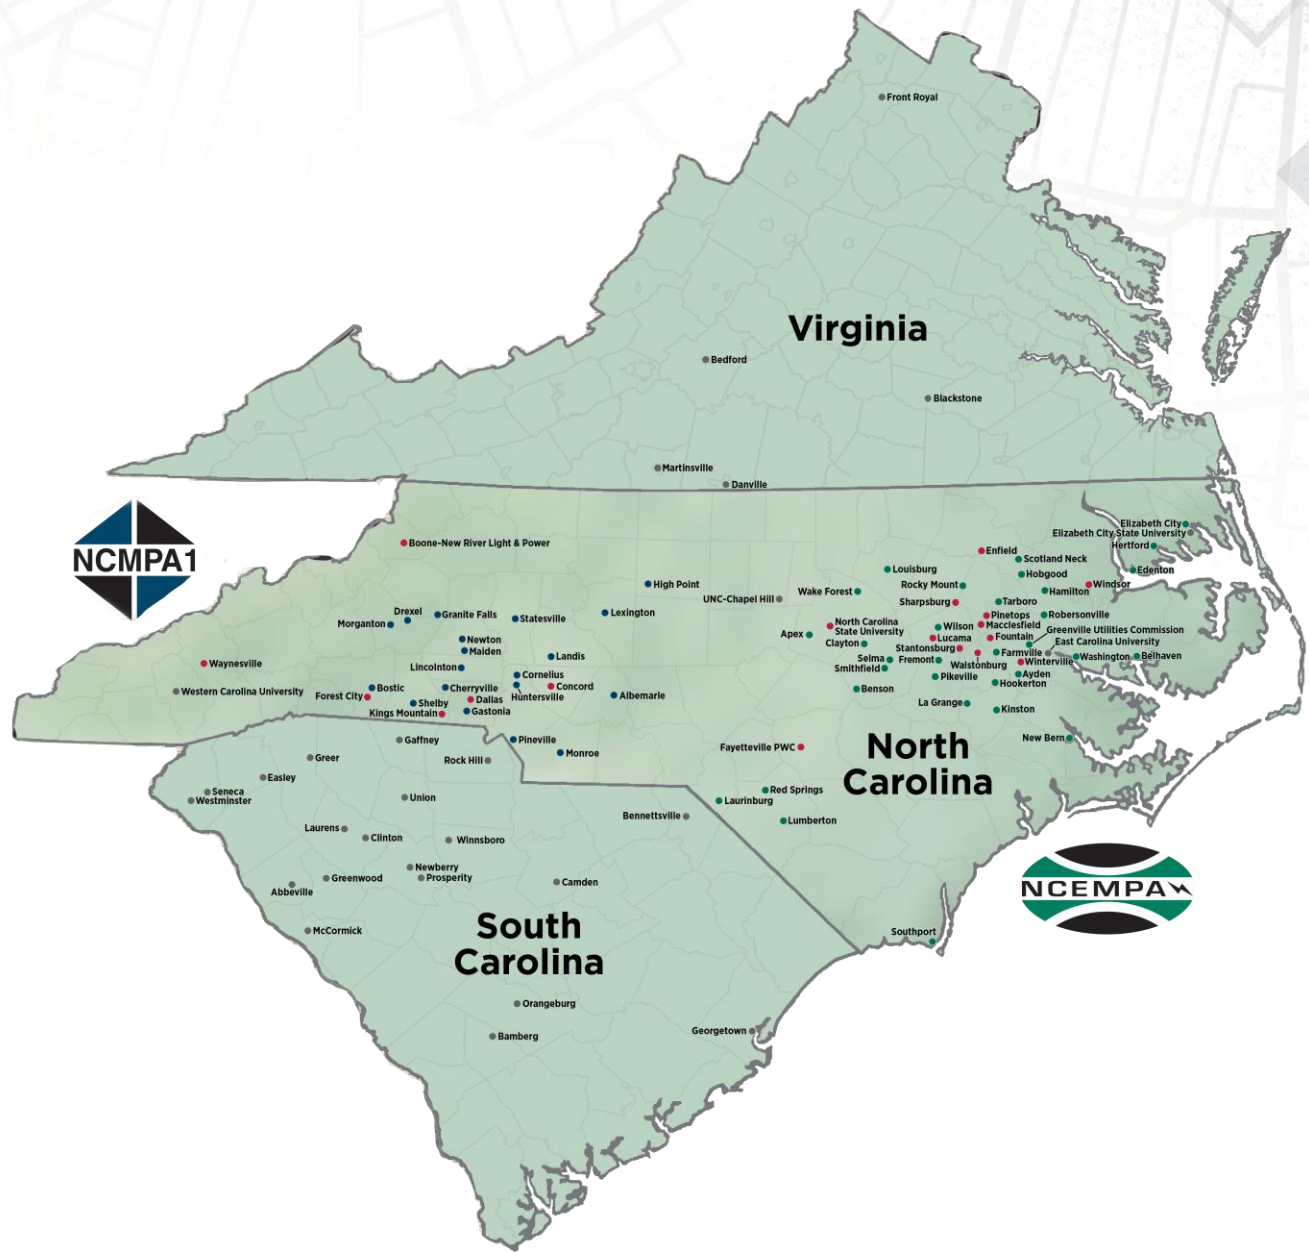 Front Royal
Virginia
Bedford
Blackstone
Martinsville
Danville
NCMPA1
Boone-New River Light & Power
Elizabeth City
Elizabeth City State University
Hertford
Enfield
Scotland Neck
Edenton
Louisburg
Hobgood
High Point
Rocky Mount
Windsor
Wake Forest
Hamilton
UNC-Chapel Hill
Sharpsburg
Tarboro
Drexel
Granite Falls
Lexington
Pinetops
Robersonville
Morganton
Statesville
North Carolina
State University
Wilson
Macclesfield
Greenville Utilities Commission
Apex
Lucama
Fountain
East Carolina University
Newton
Clayton
Stantonsburg
Maiden
Farmville
Landis
Washington
Belhaven
Waynesville
Selma
Fremont
Walstonburg
Winterville
Lincolnton
Smithfield
Cornelius
Pikeville
Ayden
Western Carolina University
Bostic
Cherryville
Concord
Hookerton
Forest City
Huntersville
Albemarle
Benson
Dallas
Shelby
La Grange
Kings Mountain
Gastonia
Kinston
Gaffney
Pineville
New Bern
Fayetteville PWC
North
Carolina
Monroe
Greer
Rock Hill
Easley
Seneca
Westminster
Union
Red Springs
Laurinburg
Bennettsville
Lumberton
Laurens
Clinton
Winnsboro
Newberry
Prosperity
Greenwood
Camden
Abbeville
NCEMPA
McCormick
South
Carolina
Southport
Orangeburg
Georgetown
Bamberg